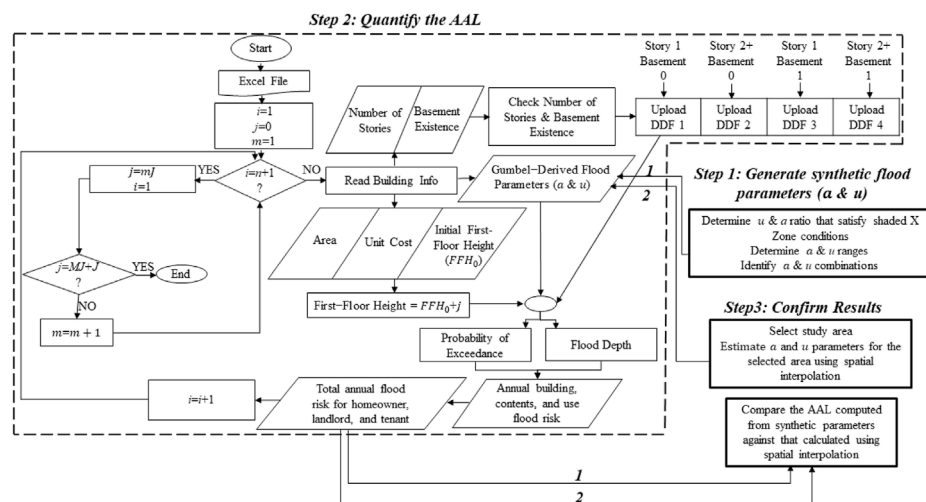 Step 2: Quantify the AAL
Start
Excel File
i=1
j=0
m=1
i=n+1
?
YES
NO
j=mJ
i=1
j=MJ+J
?
YES
End
NO
m=m + 1
Number of
Stories
Basement
Existence
Check Number of
Stories & Basement
Existence
Story 1
Basement
0
Story 2+
Basement
0
Story 1
Basement
1
Story 2+
Basement
1
Upload
DDF 1
Upload
DDF 2
Upload
DDF 3
Upload
DDF 4
Read Building Info
Gumbel-Derived Flood
Parameters (a & u)
1
2
Area
Unit Cost
Initial First-
Floor Height
(FFH₀)
First-Floor Height = FFH₀+j
Probability of
Exceedance
Flood Depth
i=i+1
Total annual flood
risk for homeowner,
landlord, and tenant
Annual building,
contents, and use
flood risk
Step 1: Generate synthetic flood
parameters (a & u)
Determine u & a ratio that satisfy shaded X
Zone conditions
Determine a & u ranges
Identify a & u combinations
Step3: Confirm Results
Select study area
Estimate a and u parameters for the
selected area using spatial
interpolation
Compare the AAL computed
from synthetic parameters
against that calculated using
spatial interpolation
1
2